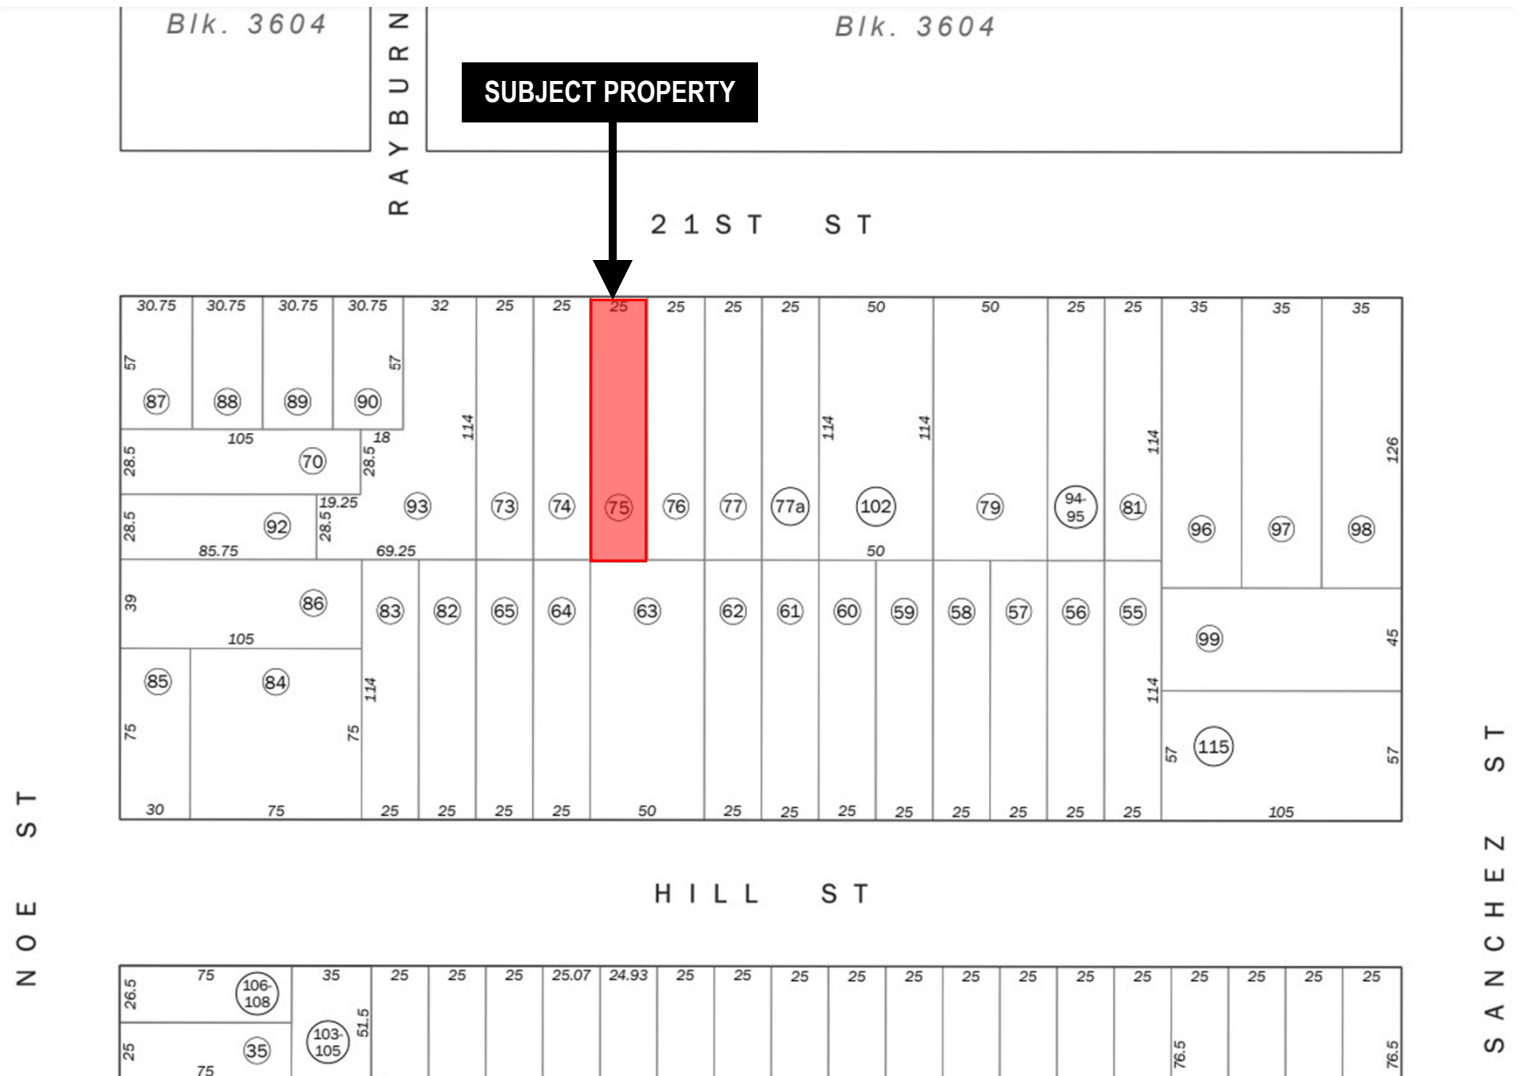 Blk. 3604
Blk. 3604
RAYBURN
SUBJECT PROPERTY
21ST ST
30.75 30.75 30.75 30.75 32 25 25 25 25 25 25 50 50 25 25 35 35 35
57 57
87 88 89 90
114 114 114 114 126
105 18
28.5 70 28.5
19.25
93 73 74 75 76 77 77a 102 79 94-95 81 96 97 98
28.5 92 28.5
85.75 69.25 50
39 86 83 82 65 64 63 62 61 60 59 58 57 56 55
105
99 45
85 84 114 114
75 75 57 115 57
30 75 25 25 25 25 50 25 25 25 25 25 25 25 25 105
NOE ST
SANCHEZ ST
HILL ST
75 35 25 25 25 25.07 24.93 25 25 25 25 25 25 25 25 25 25 25 25 25
26.5 106-108
103-105 51.5
25 35 76.5 76.5
75